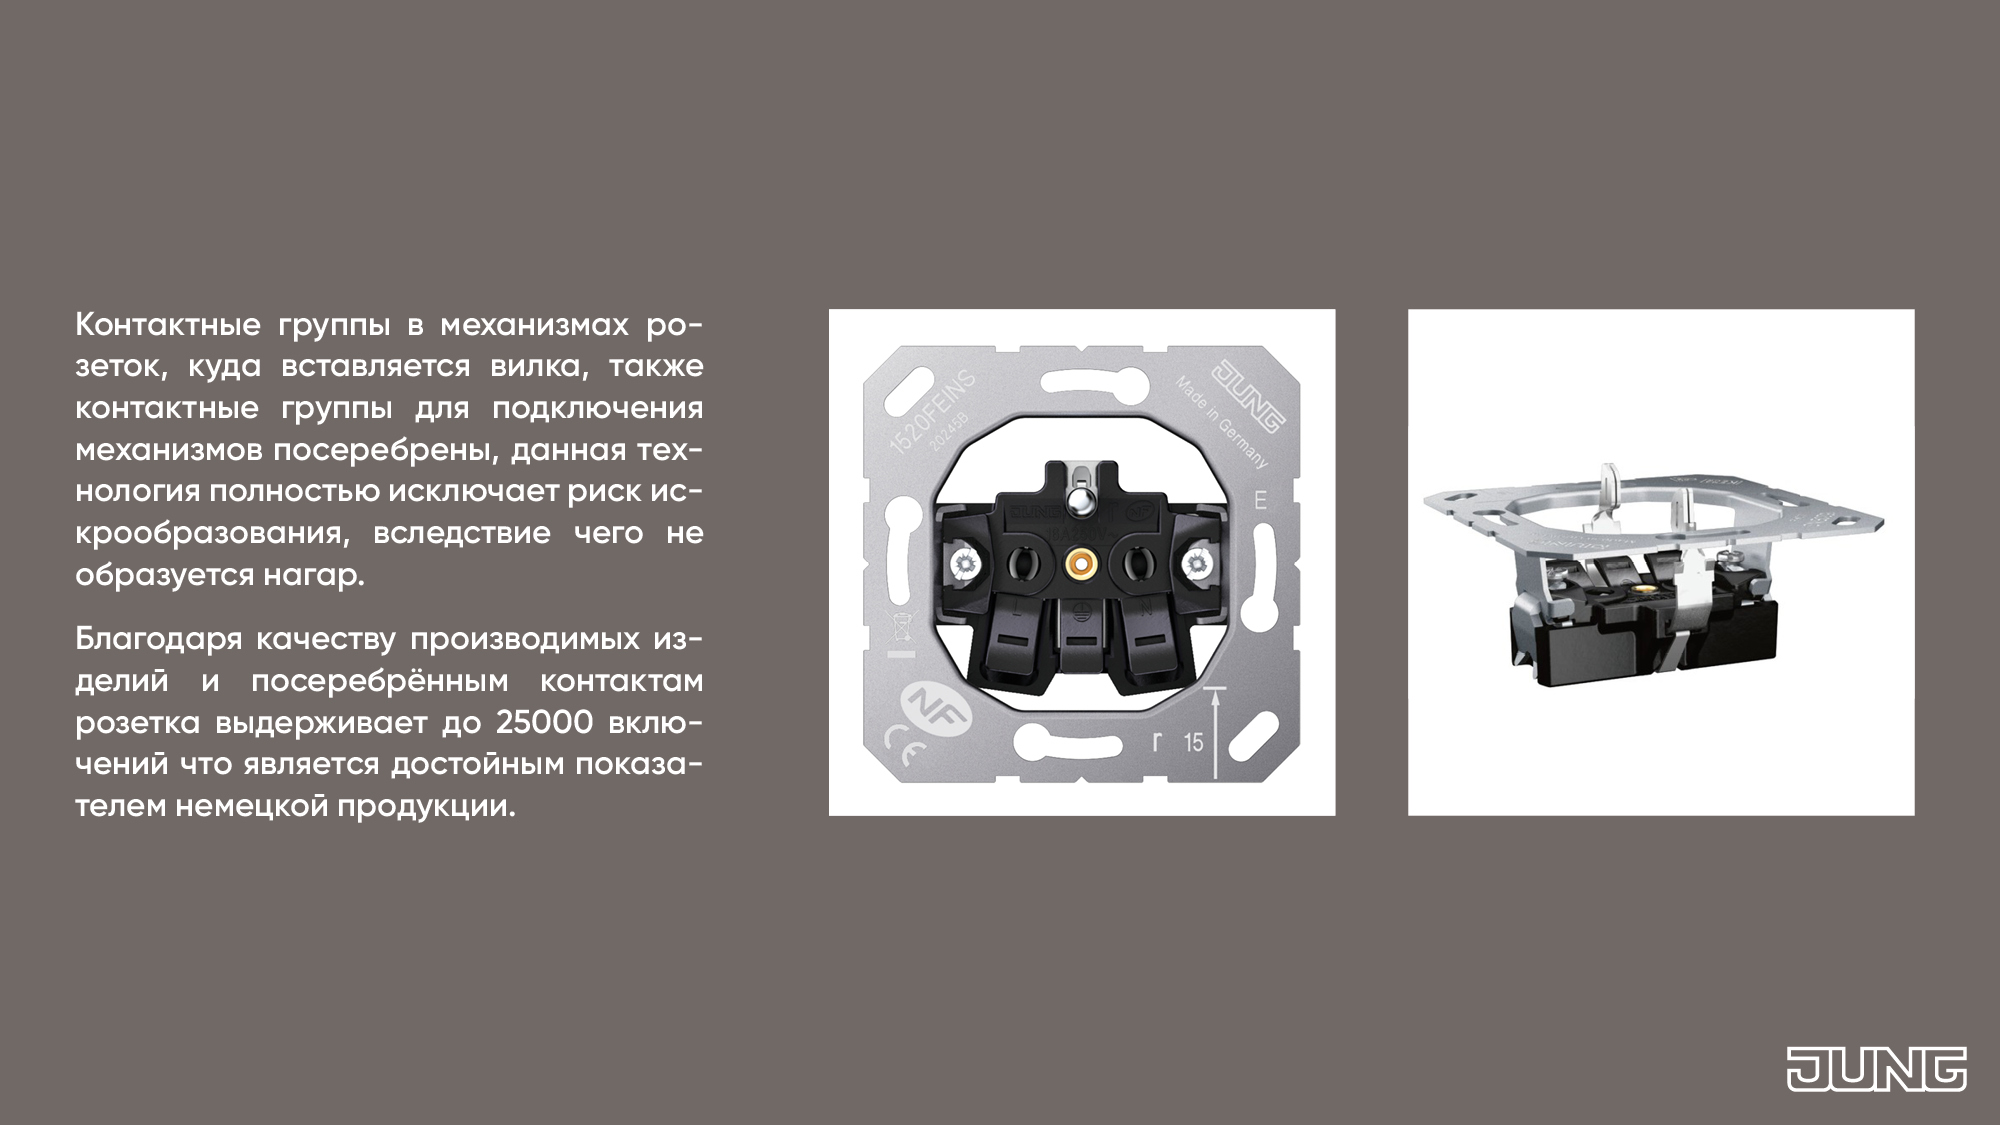 Контактные группы в механизмах ро-
зеток, куда вставляется вилка, также
контактные группы для подключения
механизмов посеребрены, данная тех-
нология полностью исключает риск ис-
крообразования, вследствие чего не
образуется нагар.
Благодаря качеству производимых из-
делий и посеребрённым контактам
розетка выдерживает до 25000 вклю-
чений что является достойным показа-
телем немецкой продукции.
1520FEINS
20245B
JUNG
Made in Germany
E
16A250V~
L
N
NF
CE
r 15
JUNG